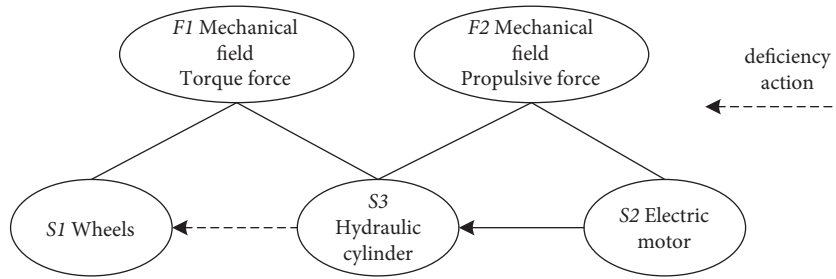 F1 Mechanical
field
Torque force
F2 Mechanical
field
Propulsive force
deficiency
action
S1 Wheels
S3
Hydraulic
cylinder
S2 Electric
motor